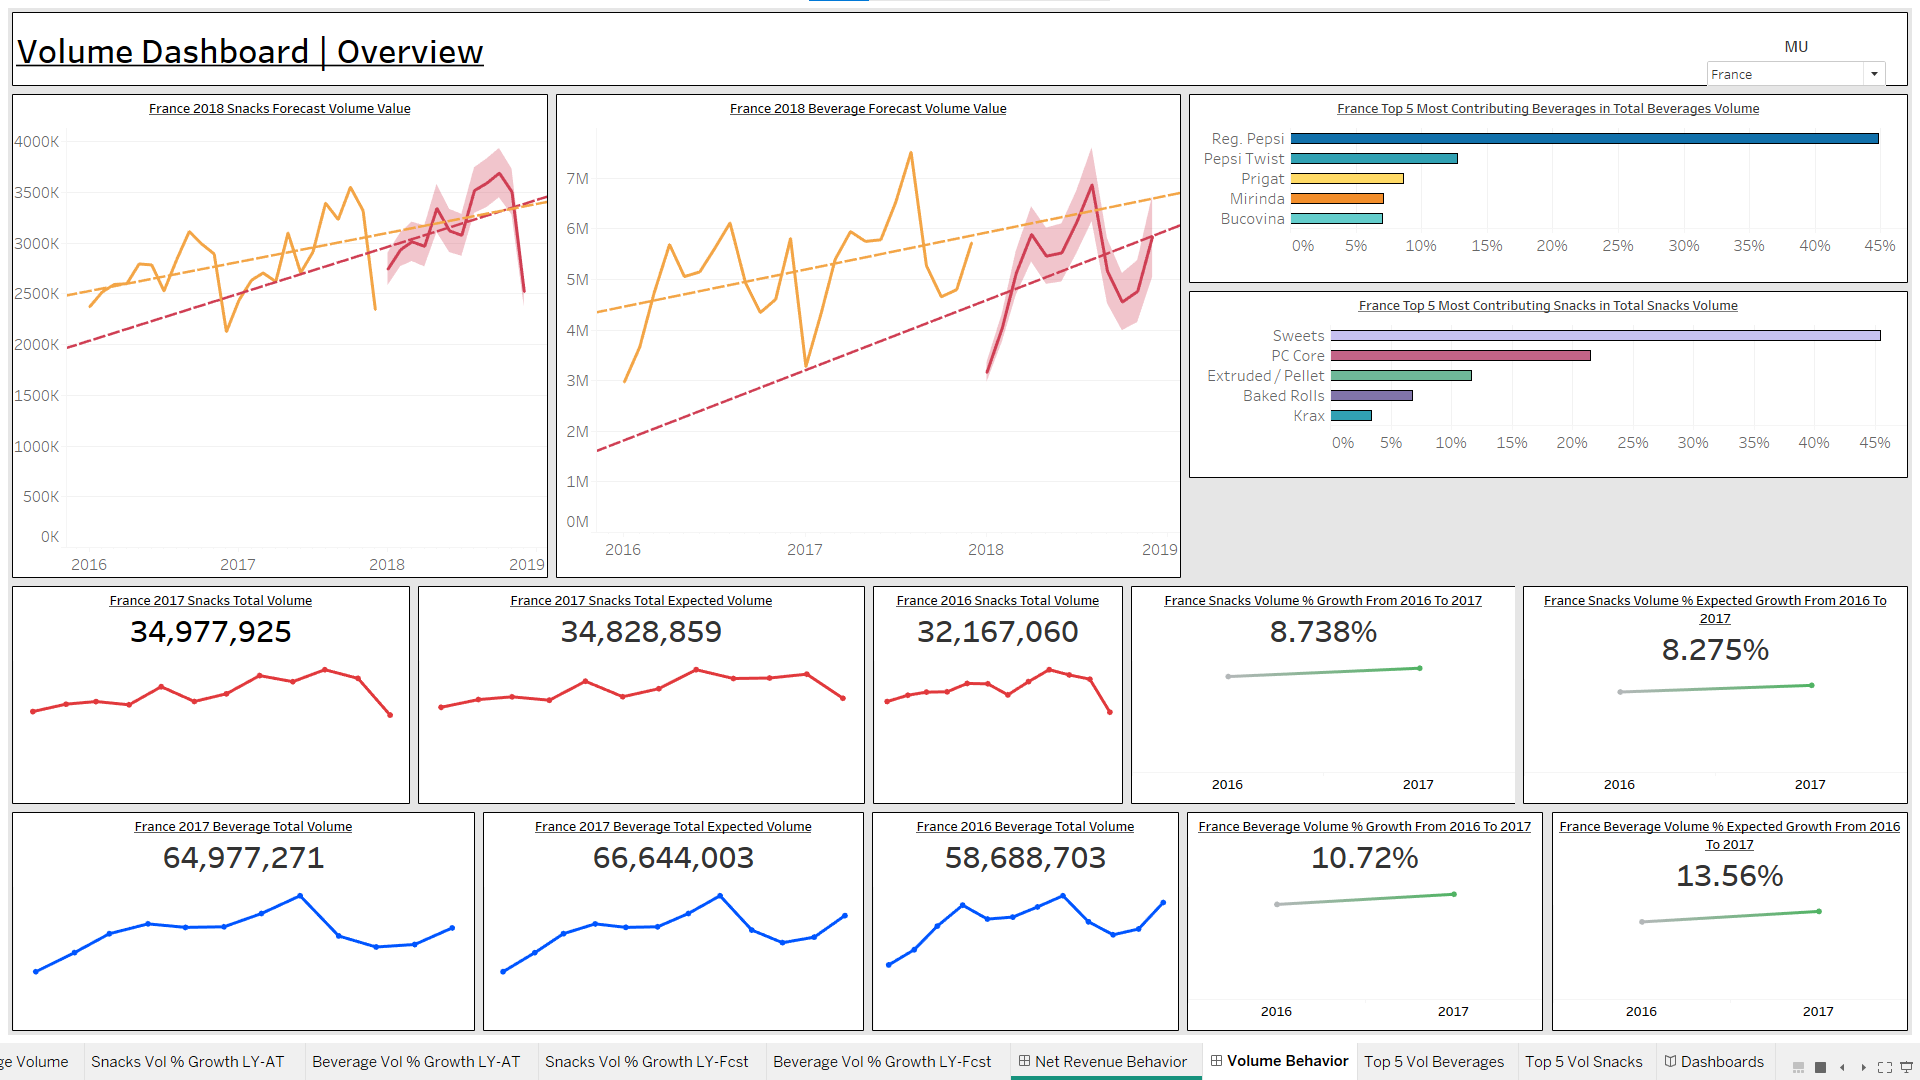 Volume Dashboard | Overview
MU
France
France 2018 Snacks Forecast Volume Value
4000K
3500K
3000K
2500K
2000K
1500K
1000K
500K
0K
2016
2017
2018
2019
France 2018 Beverage Forecast Volume Value
7M
6M
5M
4M
3M
2M
1M
0M
2016
2017
2018
2019
France Top 5 Most Contributing Beverages in Total Beverages Volume
Reg. Pepsi
Pepsi Twist
Prigat
Mirinda
Bucovina
0% 5% 10% 15% 20% 25% 30% 35% 40% 45%
France Top 5 Most Contributing Snacks in Total Snacks Volume
Sweets
PC Core
Extruded / Pellet
Baked Rolls
Krax
0% 5% 10% 15% 20% 25% 30% 35% 40% 45%
France 2017 Snacks Total Volume
34,977,925
France 2017 Snacks Total Expected Volume
34,828,859
France 2016 Snacks Total Volume
32,167,060
France Snacks Volume % Growth From 2016 To 2017
8.738%
2016
2017
France Snacks Volume % Expected Growth From 2016 To
2017
8.275%
2016
2017
France 2017 Beverage Total Volume
64,977,271
France 2017 Beverage Total Expected Volume
66,644,003
France 2016 Beverage Total Volume
58,688,703
France Beverage Volume % Growth From 2016 To 2017
10.72%
2016
2017
France Beverage Volume % Expected Growth From 2016
To 2017
13.56%
2016
2017
ge Volume
Snacks Vol % Growth LY-AT
Beverage Vol % Growth LY-AT
Snacks Vol % Growth LY-Fcst
Beverage Vol % Growth LY-Fcst
Net Revenue Behavior
Volume Behavior
Top 5 Vol Beverages
Top 5 Vol Snacks
Dashboards